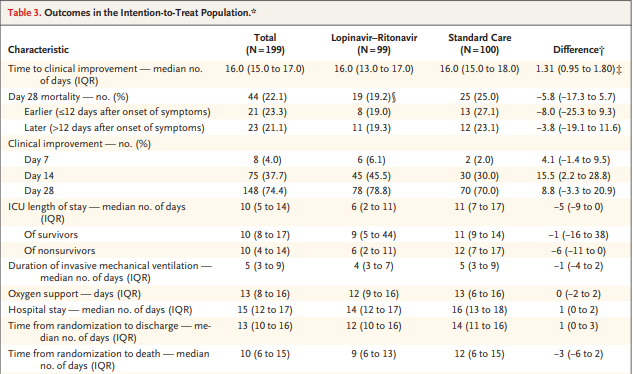 Table 3. Outcomes in the Intention-to-Treat Population.*
Characteristic Total (N=199) Lopinavir–Ritonavir (N=99) Standard Care (N=100) Difference†
Time to clinical improvement — median no. of days (IQR) 16.0 (15.0 to 17.0) 16.0 (13.0 to 17.0) 16.0 (15.0 to 18.0) 1.31 (0.95 to 1.80)‡
Day 28 mortality — no. (%) 44 (22.1) 19 (19.2)§ 25 (25.0) −5.8 (−17.3 to 5.7)
Earlier (≤12 days after onset of symptoms) 21 (23.3) 8 (19.0) 13 (27.1) −8.0 (−25.3 to 9.3)
Later (>12 days after onset of symptoms) 23 (21.1) 11 (19.3) 12 (23.1) −3.8 (−19.1 to 11.6)
Clinical improvement — no. (%)
Day 7 8 (4.0) 6 (6.1) 2 (2.0) 4.1 (−1.4 to 9.5)
Day 14 75 (37.7) 45 (45.5) 30 (30.0) 15.5 (2.2 to 28.8)
Day 28 148 (74.4) 78 (78.8) 70 (70.0) 8.8 (−3.3 to 20.9)
ICU length of stay — median no. of days (IQR) 10 (5 to 14) 6 (2 to 11) 11 (7 to 17) −5 (−9 to 0)
Of survivors 10 (8 to 17) 9 (5 to 44) 11 (9 to 14) −1 (−16 to 38)
Of nonsurvivors 10 (4 to 14) 6 (2 to 11) 12 (7 to 17) −6 (−11 to 0)
Duration of invasive mechanical ventilation — median no. of days (IQR) 5 (3 to 9) 4 (3 to 7) 5 (3 to 9) −1 (−4 to 2)
Oxygen support — days (IQR) 13 (8 to 16) 12 (9 to 16) 13 (6 to 16) 0 (−2 to 2)
Hospital stay — median no. of days (IQR) 15 (12 to 17) 14 (12 to 17) 16 (13 to 18) 1 (0 to 2)
Time from randomization to discharge — median no. of days (IQR) 13 (10 to 16) 12 (10 to 16) 14 (11 to 16) 1 (0 to 3)
Time from randomization to death — median no. of days (IQR) 10 (6 to 15) 9 (6 to 13) 12 (6 to 15) −3 (−6 to 2)